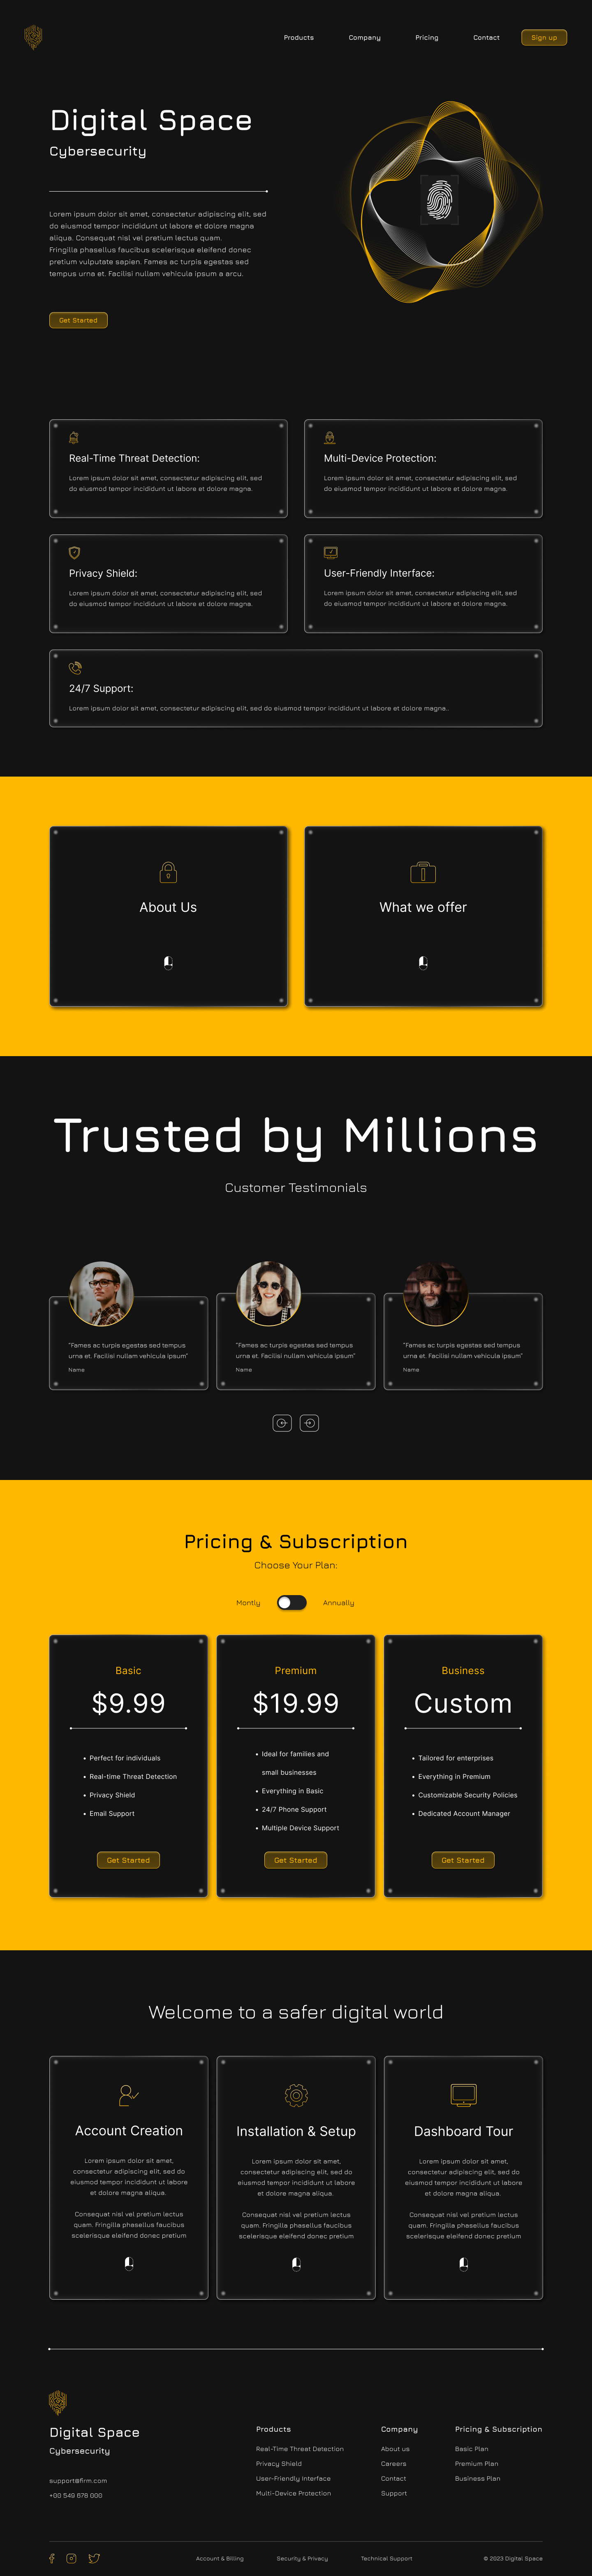 Products Company Pricing Contact Sign up
Digital Space
Cybersecurity
Lorem ipsum dolor sit amet, consectetur adipiscing elit, sed
do eiusmod tempor incididunt ut labore et dolore magna
aliqua. Consequat nisl vel pretium lectus quam.
Fringilla phasellus faucibus scelerisque eleifend donec
pretium vulputate sapien. Fames ac turpis egestas sed
tempus urna et. Facilisi nullam vehicula ipsum a arcu.
Get Started
Real-Time Threat Detection:
Lorem ipsum dolor sit amet, consectetur adipiscing elit, sed
do eiusmod tempor incididunt ut labore et dolore magna.
Multi-Device Protection:
Lorem ipsum dolor sit amet, consectetur adipiscing elit, sed
do eiusmod tempor incididunt ut labore et dolore magna.
Privacy Shield:
Lorem ipsum dolor sit amet, consectetur adipiscing elit, sed
do eiusmod tempor incididunt ut labore et dolore magna.
User-Friendly Interface:
Lorem ipsum dolor sit amet, consectetur adipiscing elit, sed
do eiusmod tempor incididunt ut labore et dolore magna.
24/7 Support:
Lorem ipsum dolor sit amet, consectetur adipiscing elit, sed do eiusmod tempor incididunt ut labore et dolore magna..
About Us
What we offer
Trusted by Millions
Customer Testimonials
"Fames ac turpis egestas sed tempus
urna et. Facilisi nullam vehicula ipsum"
Name
"Fames ac turpis egestas sed tempus
urna et. Facilisi nullam vehicula ipsum"
Name
"Fames ac turpis egestas sed tempus
urna et. Facilisi nullam vehicula ipsum"
Name
Pricing & Subscription
Choose Your Plan:
Montly Annually
Basic
$9.99
• Perfect for individuals
• Real-time Threat Detection
• Privacy Shield
• Email Support
Get Started
Premium
$19.99
• Ideal for families and
small businesses
• Everything in Basic
• 24/7 Phone Support
• Multiple Device Support
Get Started
Business
Custom
• Tailored for enterprises
• Everything in Premium
• Customizable Security Policies
• Dedicated Account Manager
Get Started
Welcome to a safer digital world
Account Creation
Lorem ipsum dolor sit amet,
consectetur adipiscing elit, sed do
eiusmod tempor incididunt ut labore
et dolore magna aliqua.
Consequat nisl vel pretium lectus
quam. Fringilla phasellus faucibus
scelerisque eleifend donec pretium
Installation & Setup
Lorem ipsum dolor sit amet,
consectetur adipiscing elit, sed do
eiusmod tempor incididunt ut labore
et dolore magna aliqua.
Consequat nisl vel pretium lectus
quam. Fringilla phasellus faucibus
scelerisque eleifend donec pretium
Dashboard Tour
Lorem ipsum dolor sit amet,
consectetur adipiscing elit, sed do
eiusmod tempor incididunt ut labore
et dolore magna aliqua.
Consequat nisl vel pretium lectus
quam. Fringilla phasellus faucibus
scelerisque eleifend donec pretium
Digital Space
Cybersecurity
support@firm.com
+00 549 678 000
Products
Real-Time Threat Detection
Privacy Shield
User-Friendly Interface
Multi-Device Protection
Company
About us
Careers
Contact
Support
Pricing & Subscription
Basic Plan
Premium Plan
Business Plan
Account & Billing Security & Privacy Technical Support © 2023 Digital Space